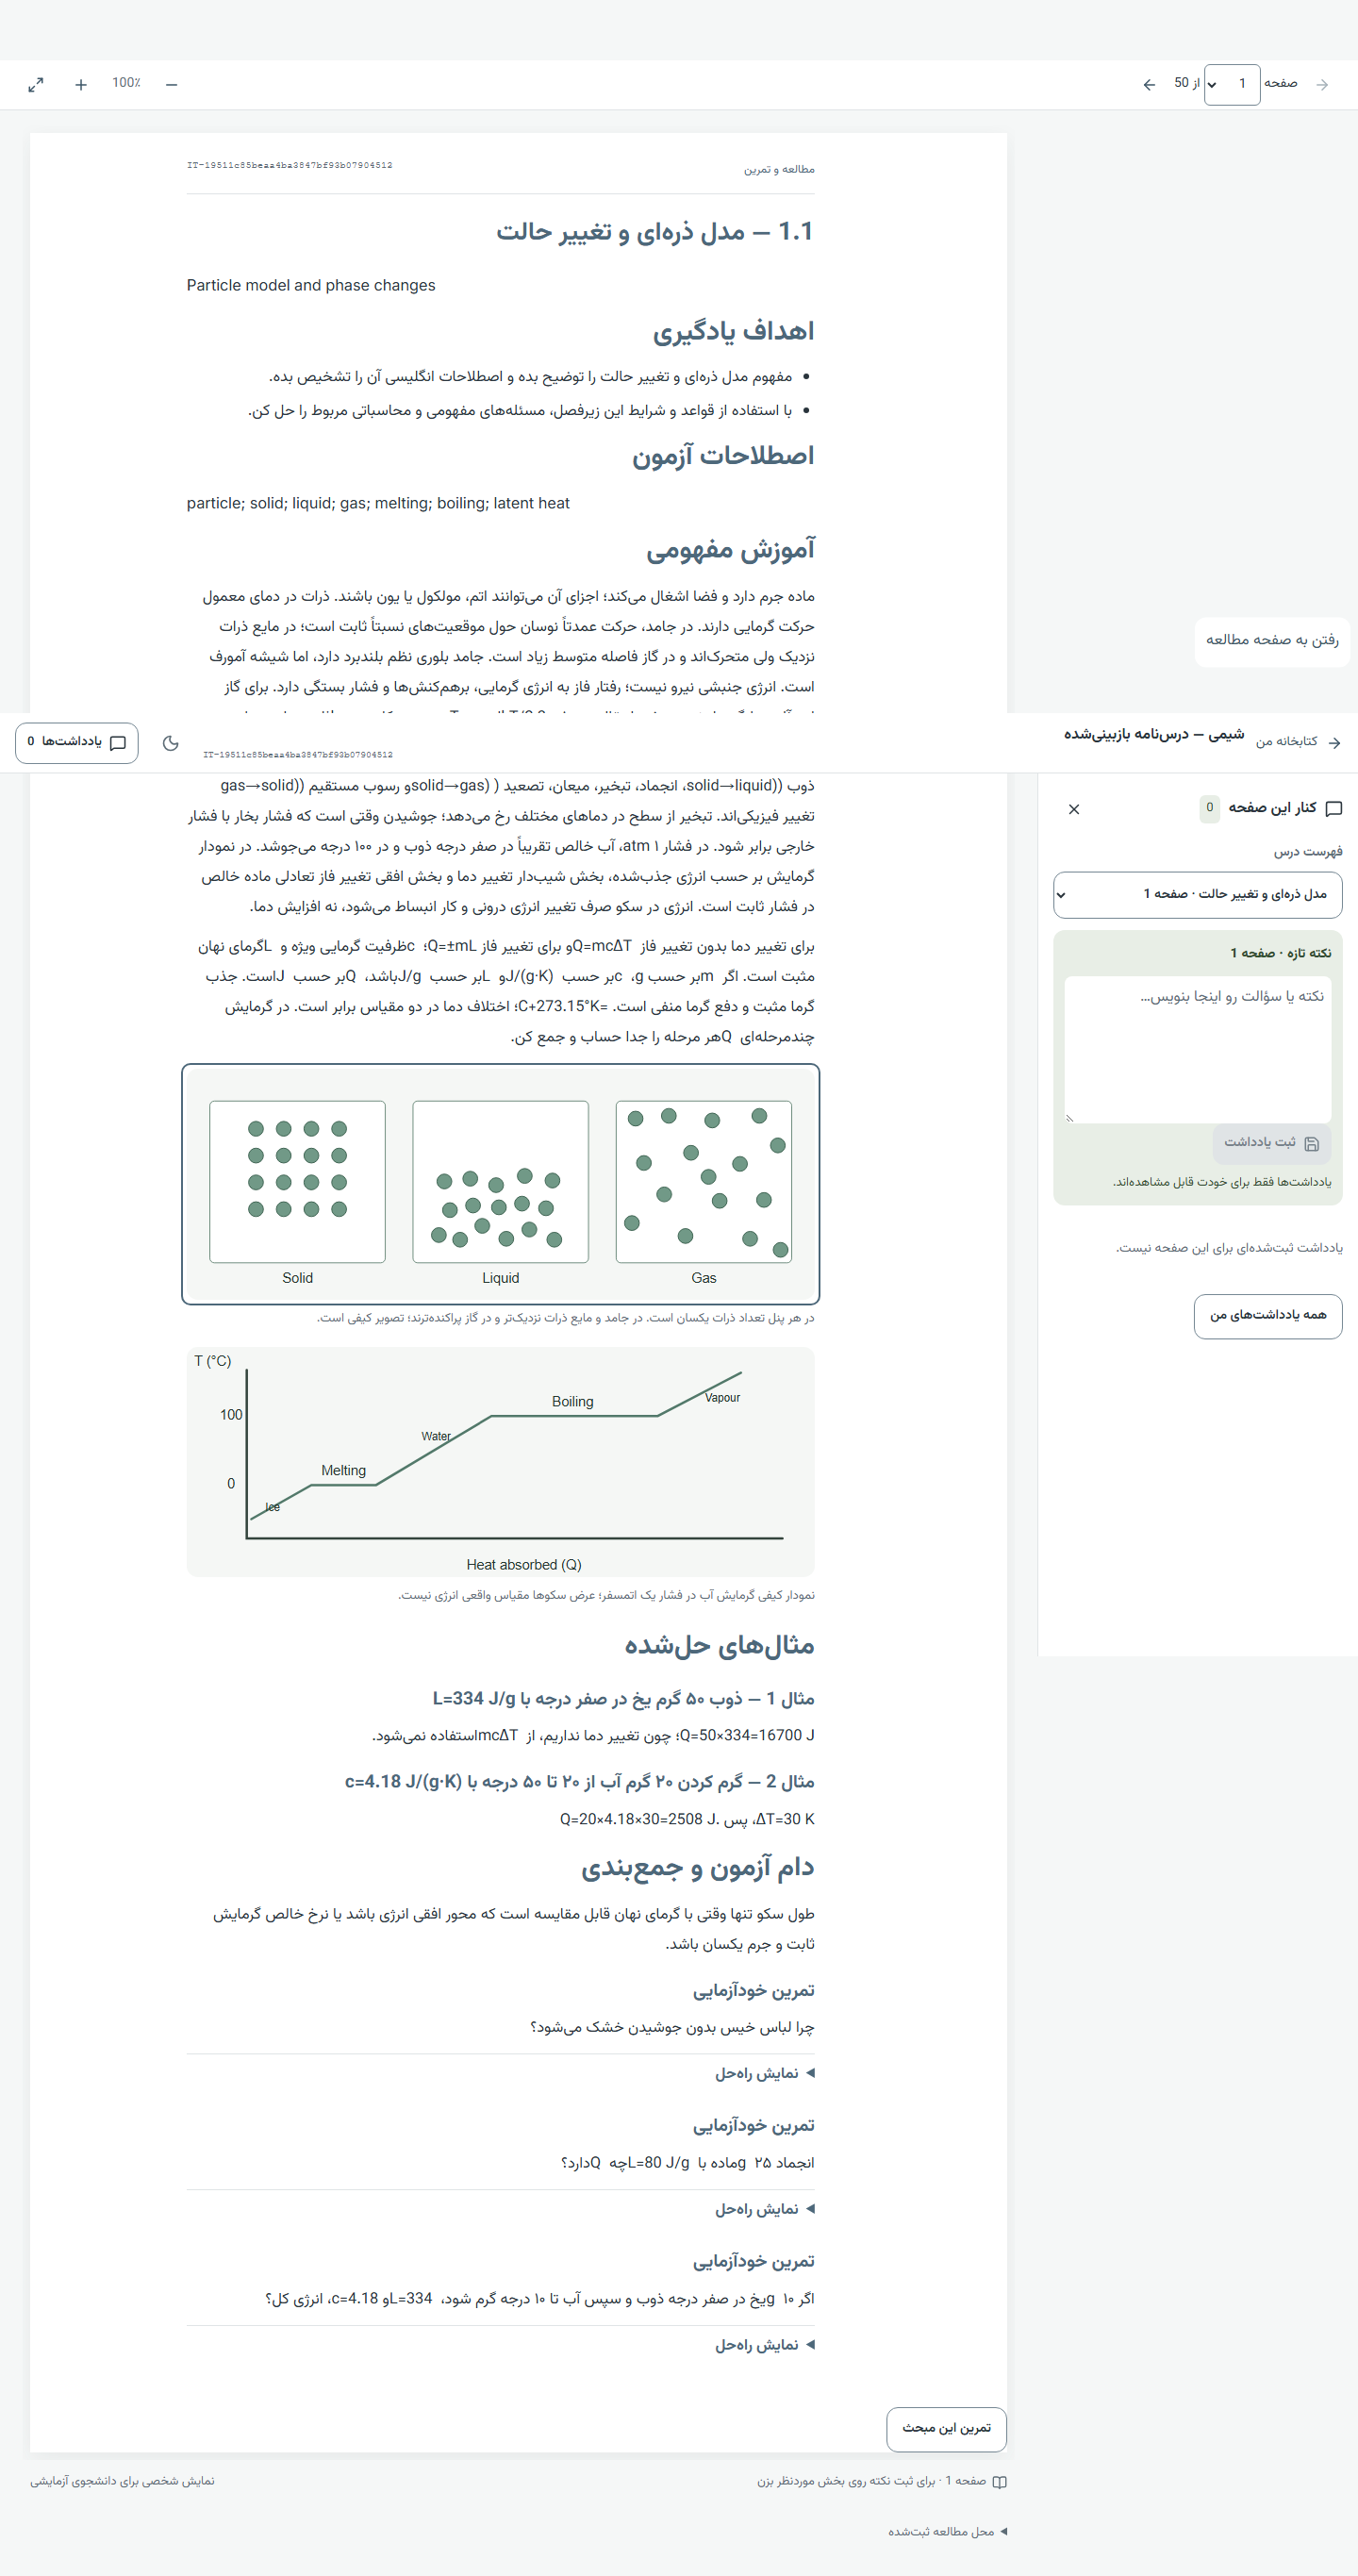 صفحه 1 از 50
100٪
مطالعه و تمرین
IT-19511c85beaa4ba3847bf93b07904512
1.1 — مدل ذره‌ای و تغییر حالت
Particle model and phase changes
اهداف یادگیری
• مفهوم مدل ذره‌ای و تغییر حالت را توضیح بده و اصطلاحات انگلیسی آن را تشخیص بده.
• با استفاده از قواعد و شرایط این زیرفصل، مسئله‌های مفهومی و محاسباتی مربوط را حل کن.
اصطلاحات آزمون
particle; solid; liquid; gas; melting; boiling; latent heat
آموزش مفهومی
ماده جرم دارد و فضا اشغال می‌کند؛ اجزای آن می‌توانند اتم، مولکول یا یون باشند. ذرات در دمای معمول
حرکت گرمایی دارند. در جامد، حرکت عمدتاً نوسان حول موقعیت‌های نسبتاً ثابت است؛ در مایع ذرات
نزدیک ولی متحرک‌اند و در گاز فاصله متوسط زیاد است. جامد بلوری نظم بلندبرد دارد، اما شیشه آمورف
است. انرژی جنبشی نیرو نیست؛ رفتار فاز به انرژی گرمایی، برهم‌کنش‌ها و فشار بستگی دارد. برای گاز
رفتن به صفحه مطالعه
کتابخانه من
شیمی — درس‌نامه بازبینی‌شده
IT-19511c85beaa4ba3847bf93b07904512
یادداشت‌ها 0
ذوب ((solid→liquid، انجماد، تبخیر، میعان، تصعید ( (solid→gasو رسوب مستقیم ((gas→solid
تغییر فیزیکی‌اند. تبخیر از سطح در دماهای مختلف رخ می‌دهد؛ جوشیدن وقتی است که فشار بخار با فشار
خارجی برابر شود. در فشار ۱ atm، آب خالص تقریباً در صفر درجه ذوب و در ۱۰۰ درجه می‌جوشد. در نمودار
گرمایش بر حسب انرژی جذب‌شده، بخش شیب‌دار تغییر دما و بخش افقی تغییر فاز تعادلی ماده خالص
در فشار ثابت است. انرژی در سکو صرف تغییر انرژی درونی و کار انبساط می‌شود، نه افزایش دما.
برای تغییر دما بدون تغییر فاز Q=mcΔTو برای تغییر فاز Q=±mL؛ cظرفیت گرمایی ویژه و Lگرمای نهان
مثبت است. اگر mبر حسب g، cبر حسب J/(g·K)و Lبر حسب J/gباشد، Qبر حسب Jاست. جذب
گرما مثبت و دفع گرما منفی است. K=°C+273.15؛ اختلاف دما در دو مقیاس برابر است. در گرمایش
چندمرحله‌ای Qهر مرحله را جدا حساب و جمع کن.
Solid
Liquid
Gas
در هر پنل تعداد ذرات یکسان است. در جامد و مایع ذرات نزدیک‌تر و در گاز پراکنده‌ترند؛ تصویر کیفی است.
T (°C)
100
0
Ice
Melting
Water
Boiling
Vapour
Heat absorbed (Q)
نمودار کیفی گرمایش آب در فشار یک اتمسفر؛ عرض سکوها مقیاس واقعی انرژی نیست.
مثال‌های حل‌شده
مثال 1 — ذوب ۵۰ گرم یخ در صفر درجه با L=334 J/g
Q=50×334=16700 J؛ چون تغییر دما نداریم، از mcΔTاستفاده نمی‌شود.
مثال 2 — گرم کردن ۲۰ گرم آب از ۲۰ تا ۵۰ درجه با c=4.18 J/(g·K)
ΔT=30 K، پس Q=20×4.18×30=2508 J.
دام آزمون و جمع‌بندی
طول سکو تنها وقتی با گرمای نهان قابل مقایسه است که محور افقی انرژی باشد یا نرخ خالص گرمایش
ثابت و جرم یکسان باشد.
تمرین خودآزمایی
چرا لباس خیس بدون جوشیدن خشک می‌شود؟
نمایش راه‌حل
تمرین خودآزمایی
انجماد ۲۵ gماده با L=80 J/gچه Qدارد؟
نمایش راه‌حل
تمرین خودآزمایی
اگر ۱۰ gیخ در صفر درجه ذوب و سپس آب تا ۱۰ درجه گرم شود، L=334و c=4.18، انرژی کل؟
نمایش راه‌حل
تمرین این مبحث
صفحه 1 · برای ثبت نکته روی بخش موردنظر بزن
نمایش شخصی برای دانشجوی آزمایشی
محل مطالعه ثبت‌شده
کنار این صفحه 0
فهرست درس
مدل ذره‌ای و تغییر حالت · صفحه 1
نکته تازه · صفحه 1
نکته یا سؤالت رو اینجا بنویس...
ثبت یادداشت
یادداشت‌ها فقط برای خودت قابل مشاهده‌اند.
یادداشت ثبت‌شده‌ای برای این صفحه نیست.
همه یادداشت‌های من